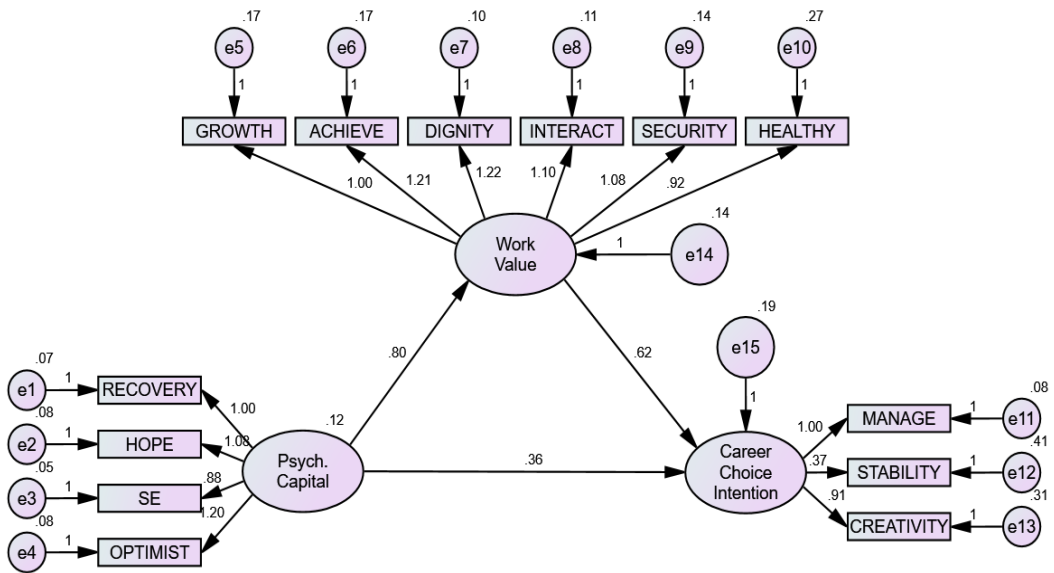 .17 .17 .10 .11 .14 .27
e5 e6 e7 e8 e9 e10
1 1 1 1 1 1
GROWTH ACHIEVE DIGNITY INTERACT SECURITY HEALTHY
1.00 1.21 1.22 1.10 1.08 .92
.14
Work
Value
1
e14
.19
e15
.80
.62
1
.07
e1 1 RECOVERY
.08
e2 1 HOPE
.05
e3 1 SE
.08
e4 1 OPTIMIST
1.00
1.08
.88
1.20
.12
Psych.
Capital
.36
Career
Choice
Intention
1.00
.37
.91
.08
MANAGE 1 e11
.41
STABILITY 1 e12
.31
CREATIVITY 1 e13